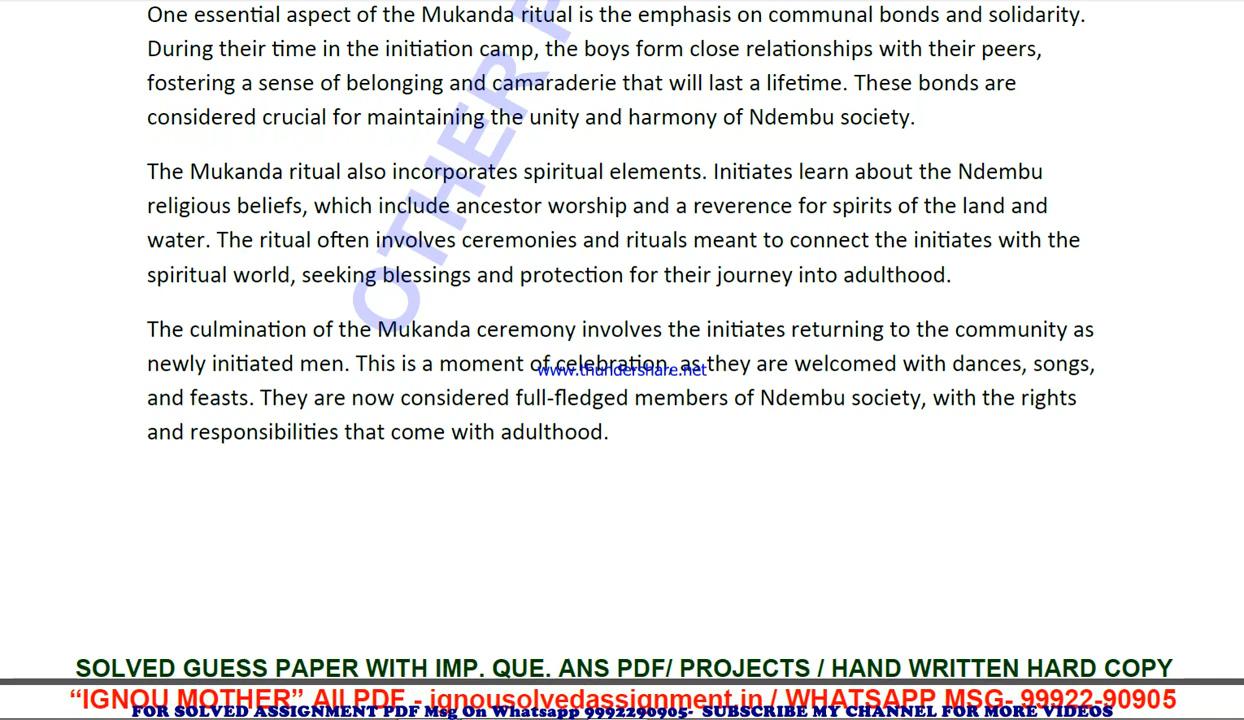 One essential aspect of the Mukanda ritual is the emphasis on communal bonds and solidarity.
During their time in the initiation camp, the boys form close relationships with their peers,
fostering a sense of belonging and camaraderie that will last a lifetime. These bonds are
considered crucial for maintaining the unity and harmony of Ndembu society.
The Mukanda ritual also incorporates spiritual elements. Initiates learn about the Ndembu
religious beliefs, which include ancestor worship and a reverence for spirits of the land and
water. The ritual often involves ceremonies and rituals meant to connect the initiates with the
spiritual world, seeking blessings and protection for their journey into adulthood.
The culmination of the Mukanda ceremony involves the initiates returning to the community as
newly initiated men. This is a moment of celebration, as they are welcomed with dances, songs,
www.thundershare.net
and feasts. They are now considered full-fledged members of Ndembu society, with the rights
and responsibilities that come with adulthood.
OTHER
SOLVED GUESS PAPER WITH IMP. QUE. ANS PDF/ PROJECTS / HAND WRITTEN HARD COPY
“IGNOU MOTHER” All PDF - ignousolvedassignment.in / WHATSAPP MSG- 99922-90905
FOR SOLVED ASSIGNMENT PDF Msg On Whatsapp 9992290905- SUBSCRIBE MY CHANNEL FOR MORE VIDEOS